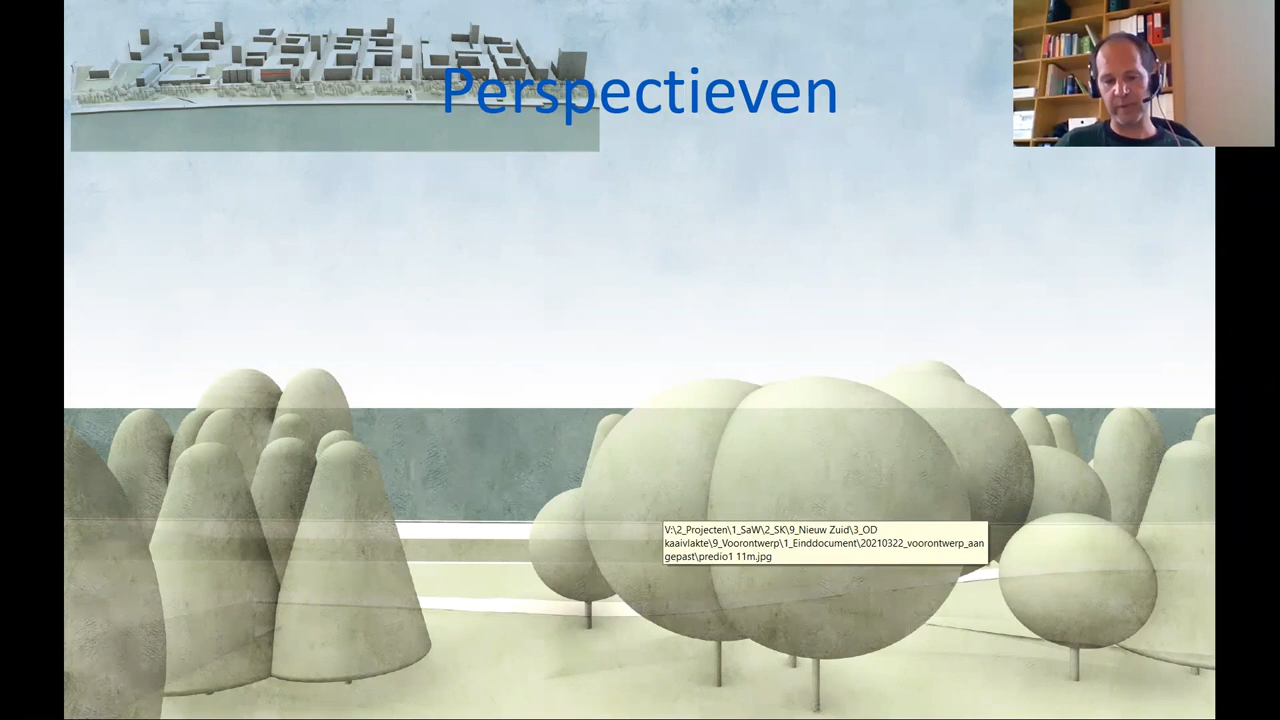 Perspectieven
V:\2_Projecten\1_SaW\2_SK\9_Nieuw Zuid\3_OD
kaaivlakte\9_Voorontwerp\1_Einddocument\20210322_voorontwerp_aan
gepast\predio1 11m.jpg